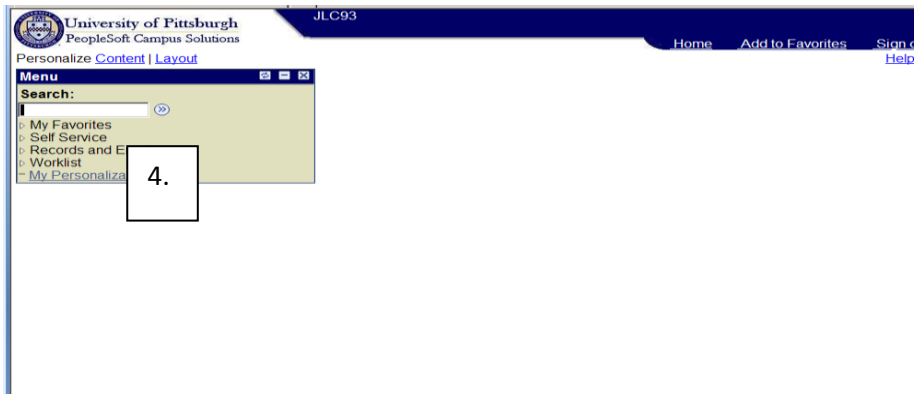 University of Pittsburgh
PeopleSoft Campus Solutions
JLC93
Home Add to Favorites Sign
Help
Personalize Content | Layout
Menu
Search:
My Favorites
Self Service
Records and E
Worklist
My Personaliza
4.